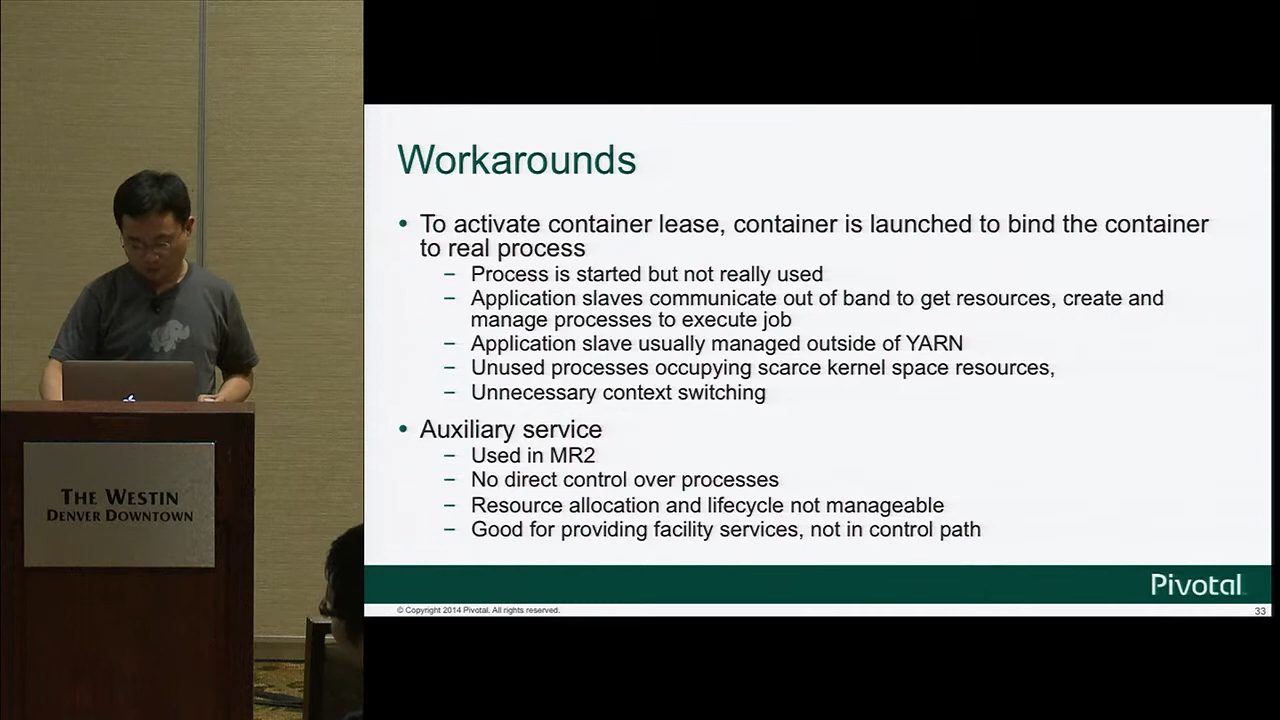 THE WESTIN
DENVER DOWNTOWN
Workarounds
• To activate container lease, container is launched to bind the container
to real process
– Process is started but not really used
– Application slaves communicate out of band to get resources, create and
manage processes to execute job
– Application slave usually managed outside of YARN
– Unused processes occupying scarce kernel space resources,
– Unnecessary context switching
• Auxiliary service
– Used in MR2
– No direct control over processes
– Resource allocation and lifecycle not manageable
– Good for providing facility services, not in control path
Pivotal
© Copyright 2014 Pivotal. All rights reserved.
33